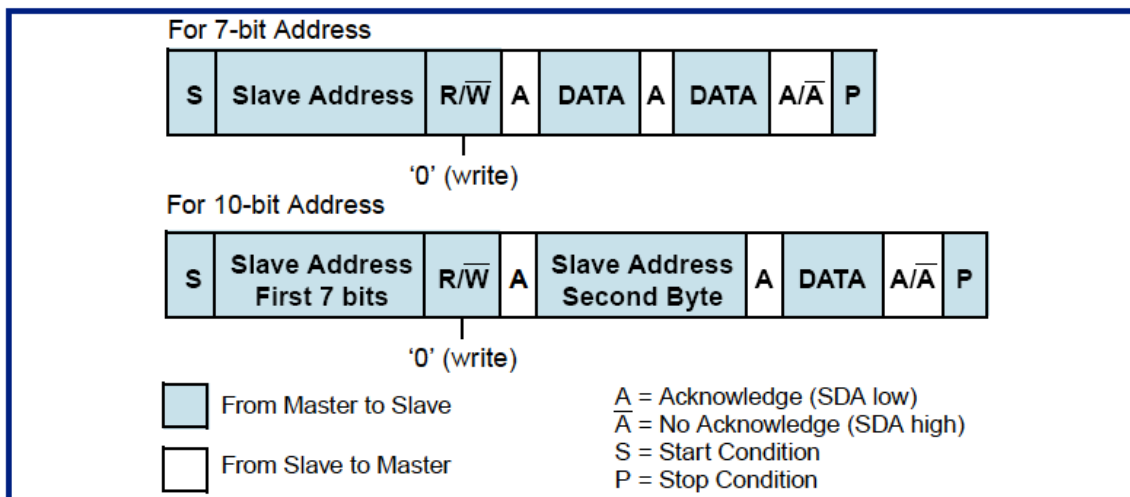 For 7-bit Address
S Slave Address R/W̅ A DATA A DATA A/A̅ P
‘0’ (write)
For 10-bit Address
S Slave Address First 7 bits R/W̅ A Slave Address Second Byte A DATA A/A̅ P
‘0’ (write)
From Master to Slave
From Slave to Master
A = Acknowledge (SDA low)
A̅ = No Acknowledge (SDA high)
S = Start Condition
P = Stop Condition